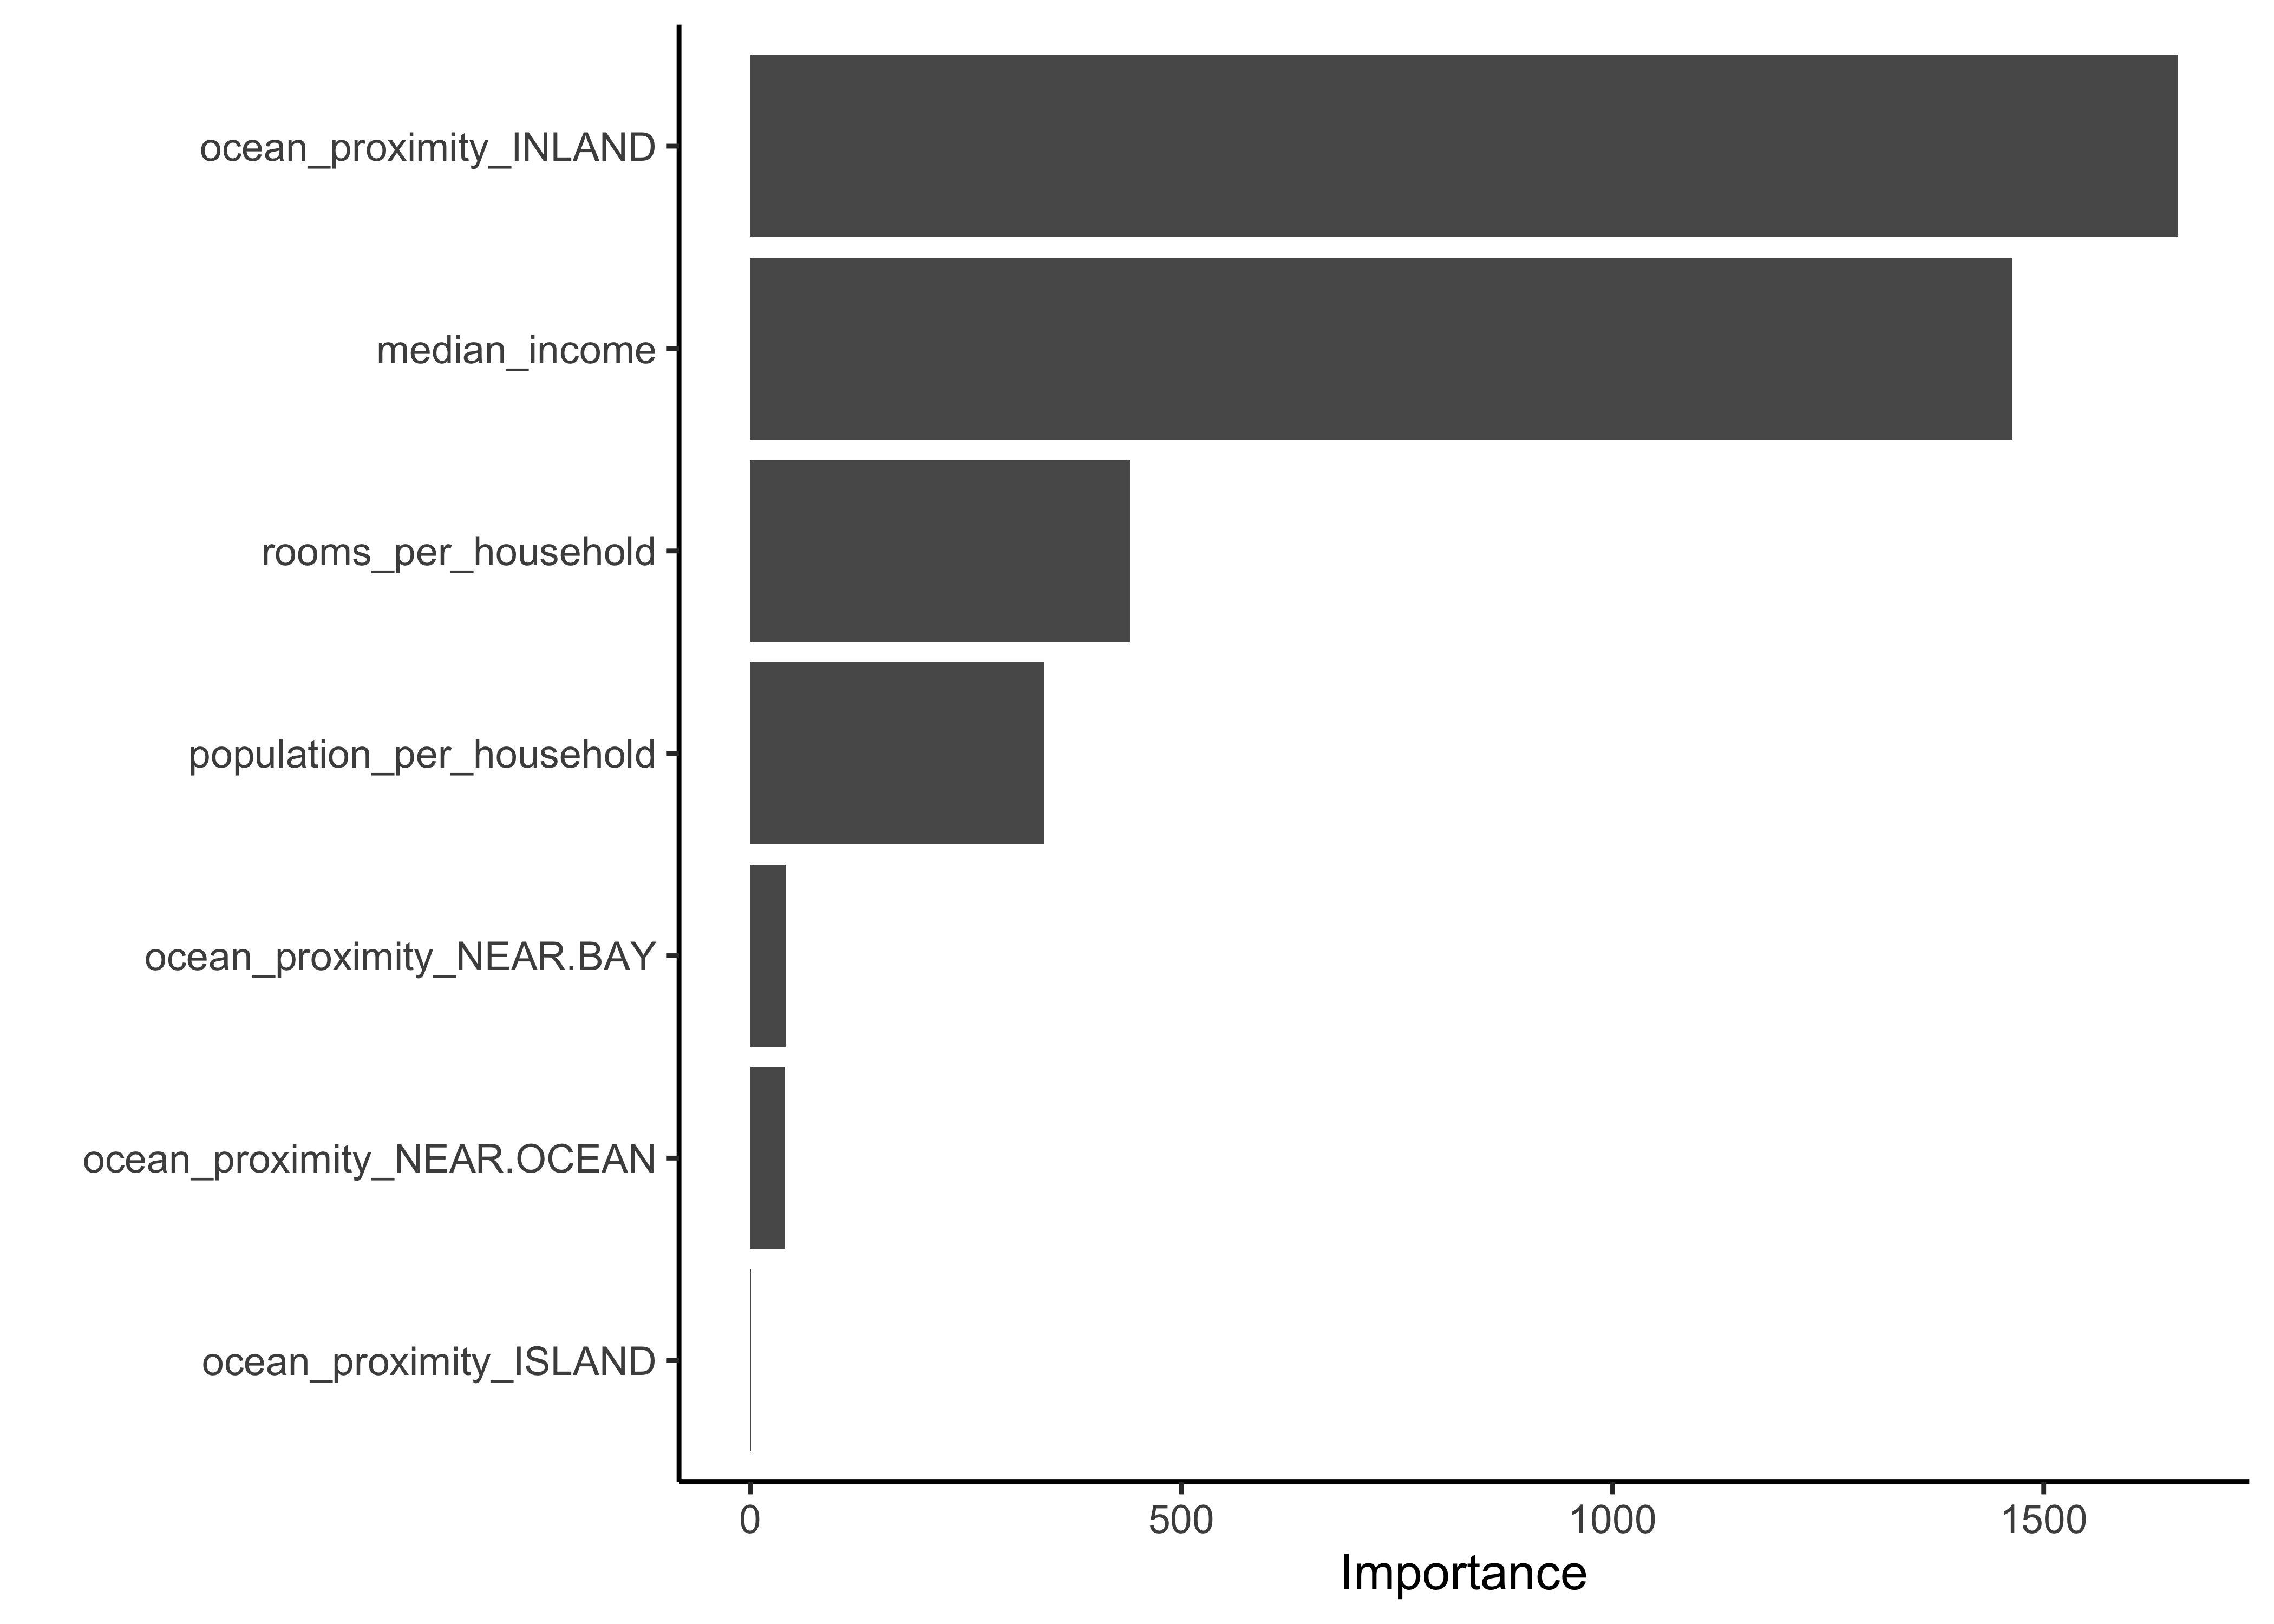 ocean_proximity_INLAND
median_income
rooms_per_household
population_per_household
ocean_proximity_NEAR.BAY
ocean_proximity_NEAR.OCEAN
ocean_proximity_ISLAND
0 500 1000 1500
Importance